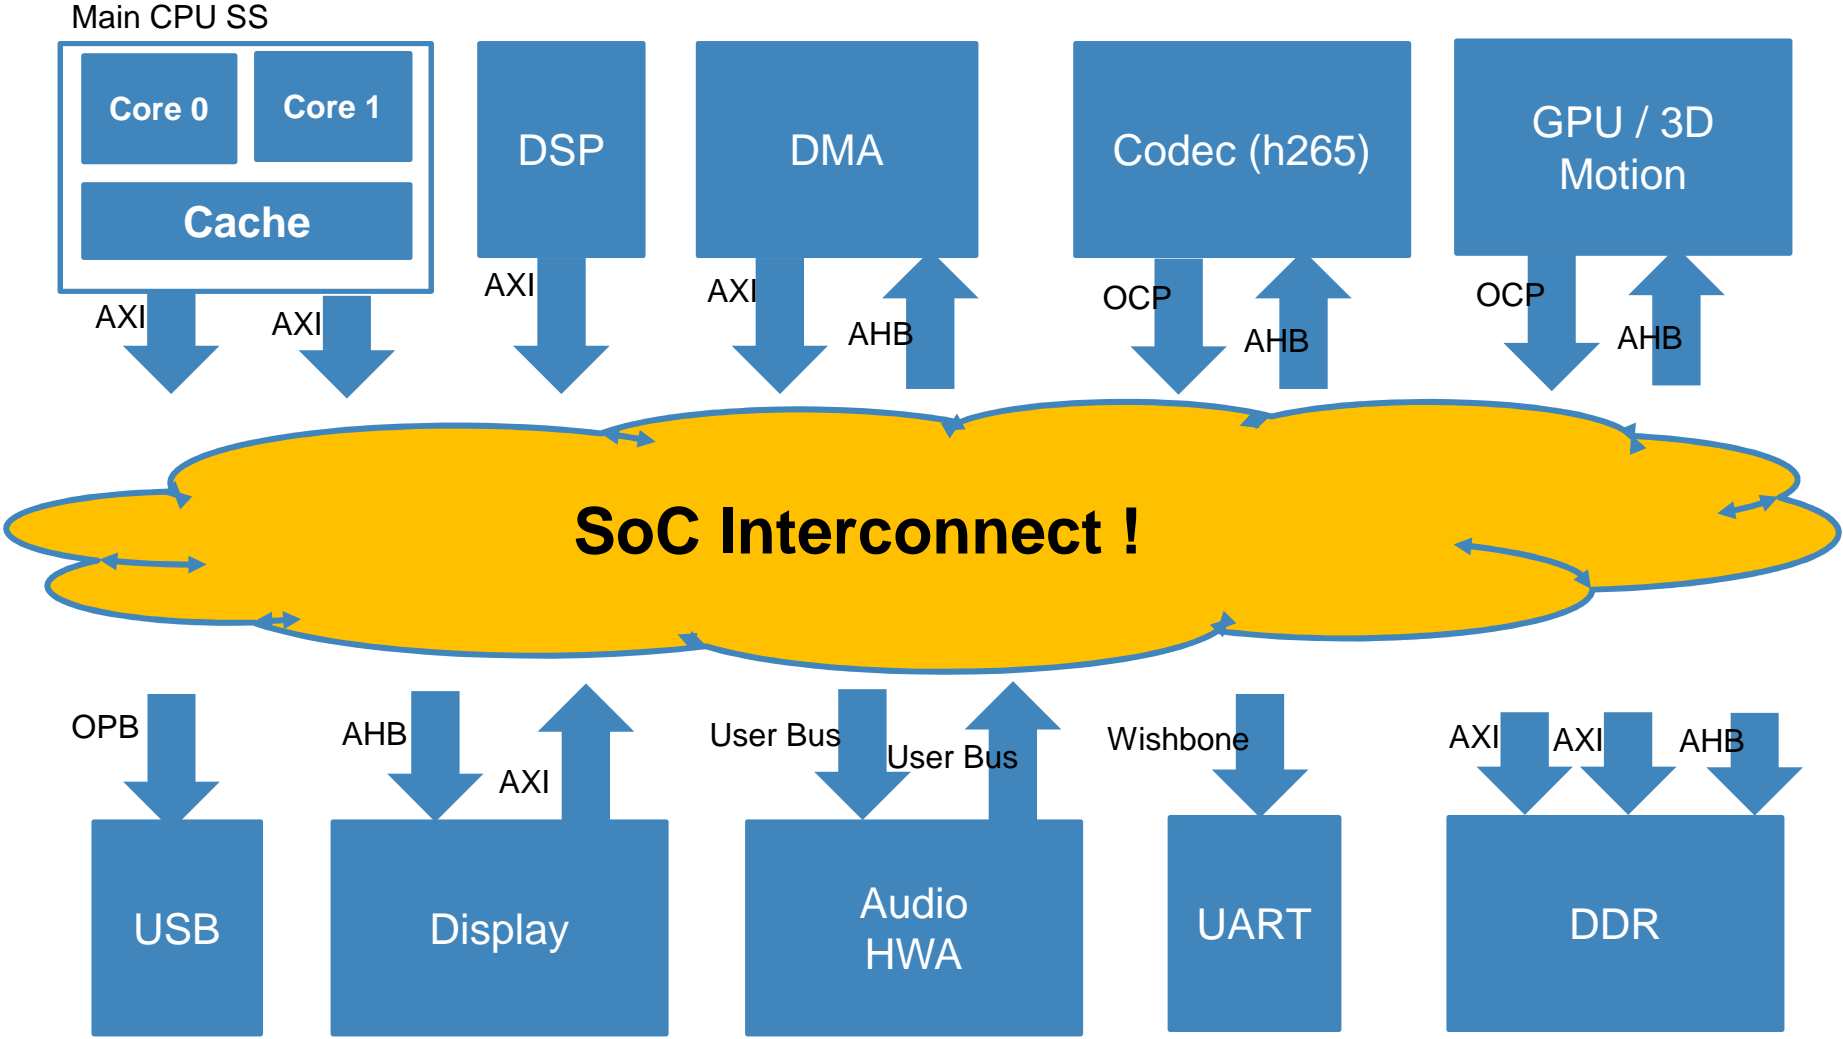 Main CPU SS
Core 0
Core 1
Cache
DSP
DMA
Codec (h265)
GPU / 3D
Motion
AXI
AXI
AXI
AXI
AHB
OCP
AHB
OCP
AHB
SoC Interconnect !
OPB
AHB
AXI
User Bus
User Bus
Wishbone
AXI
AXI
AHB
USB
Display
Audio
HWA
UART
DDR